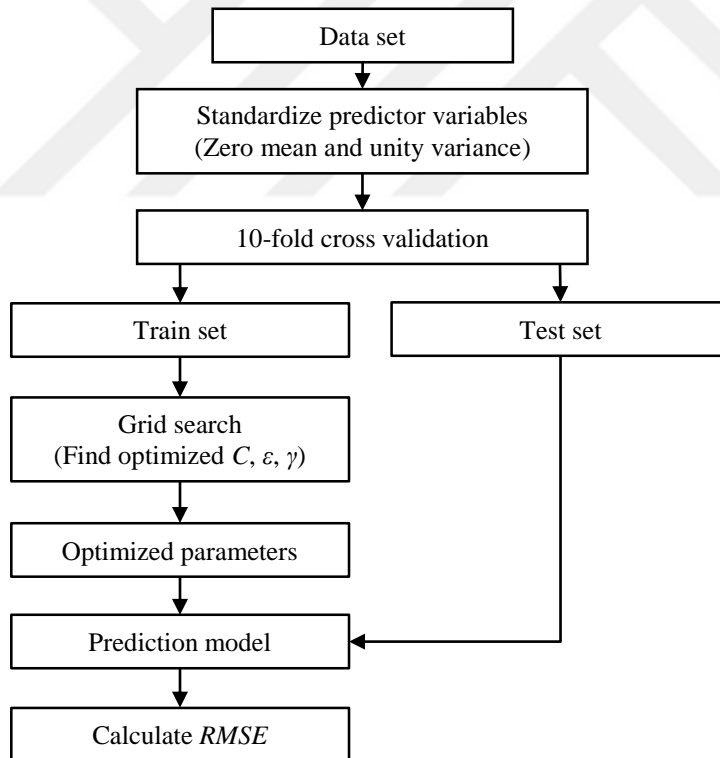 Data set
Standardize predictor variables
(Zero mean and unity variance)
10-fold cross validation
Train set
Test set
Grid search
(Find optimized C, ε, γ)
Optimized parameters
Prediction model
Calculate RMSE